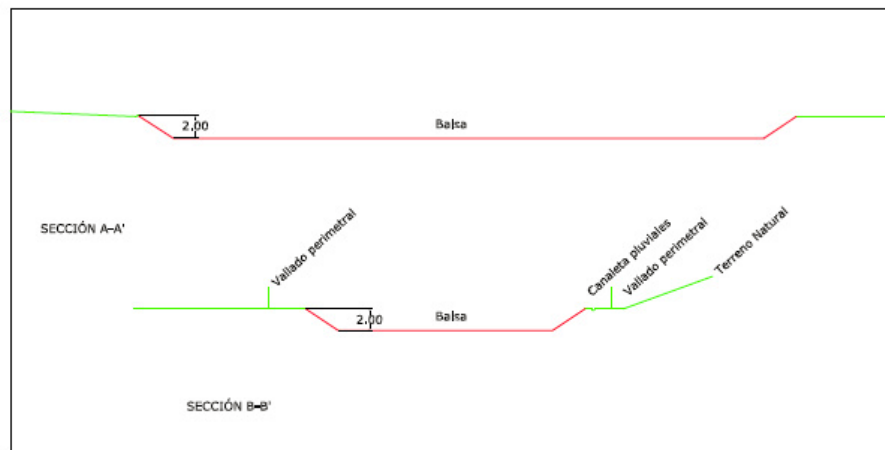 2.00
Balsa
SECCIÓN A-A'
Vallado perimetral
Canaleta pluviales
Vallado perimetral
Terreno Natural
2.00
Balsa
SECCIÓN B-B'